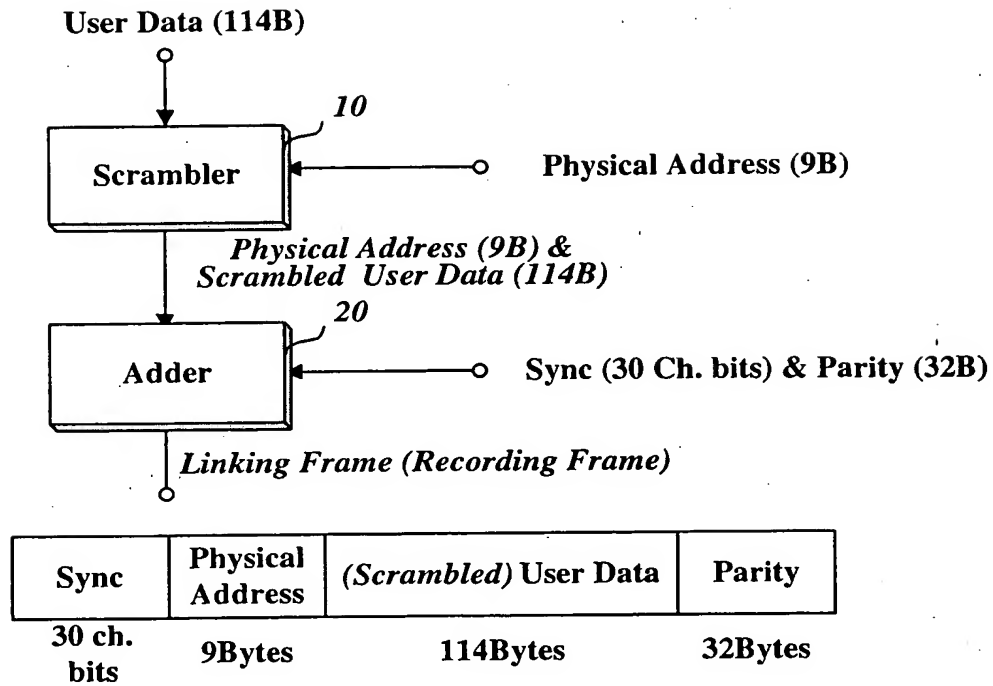 User Data (114B)
10
Scrambler
Physical Address (9B)
Physical Address (9B) &
Scrambled User Data (114B)
20
Adder
Sync (30 Ch. bits) & Parity (32B)
Linking Frame (Recording Frame)
Sync
Physical
Address
(Scrambled) User Data
Parity
30 ch.
bits
9Bytes
114Bytes
32Bytes